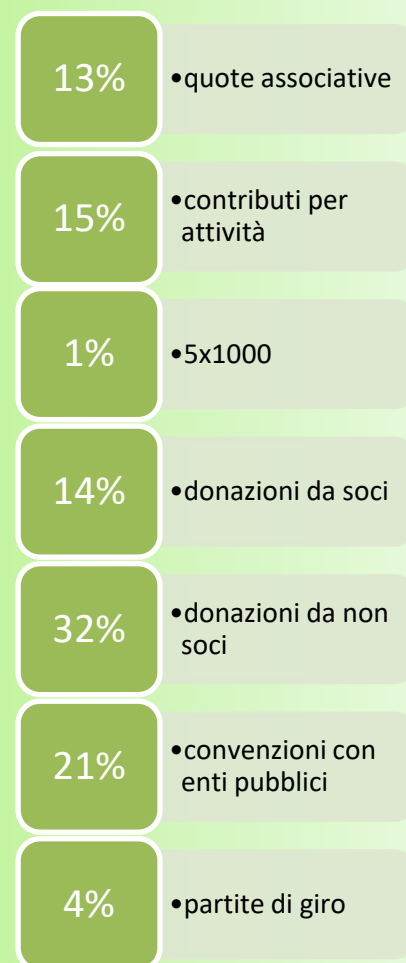 13%
•quote associative
15%
•contributi per
attività
1%
•5x1000
14%
•donazioni da soci
32%
•donazioni da non
soci
21%
•convenzioni con
enti pubblici
4%
•partite di giro